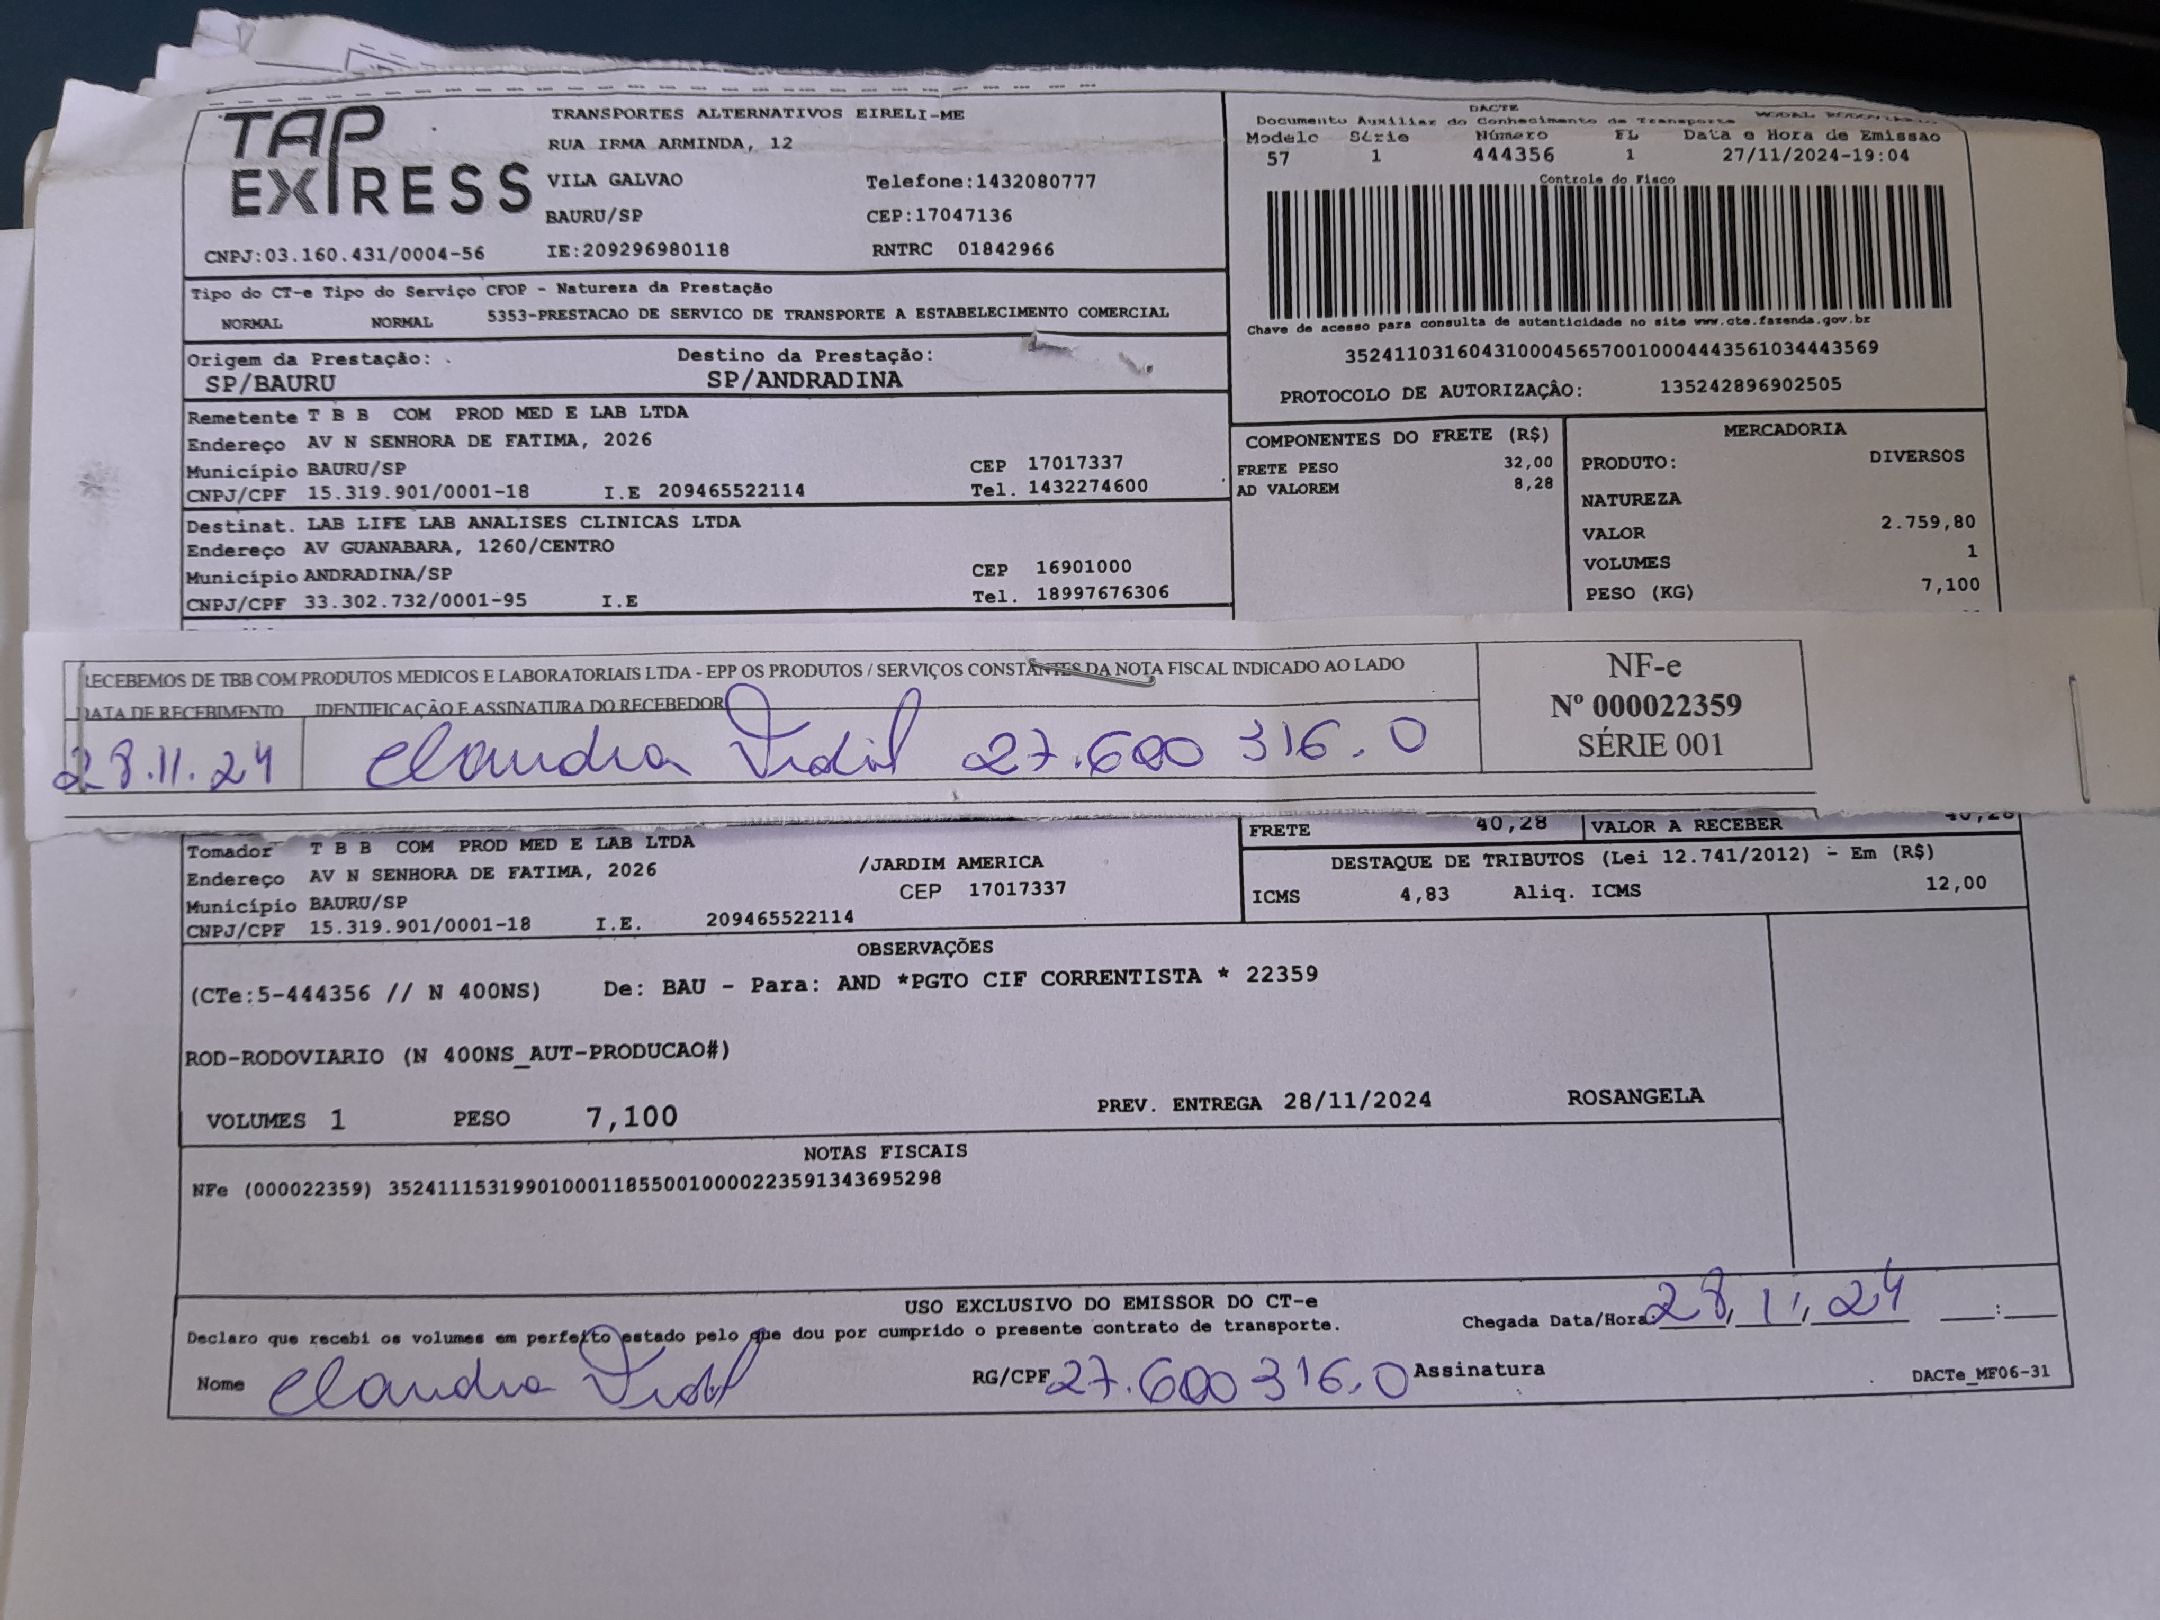 TAP EXPRESS
TRANSPORTES ALTERNATIVOS EIRELI-ME
RUA IRMA ARMINDA, 12
VILA GALVAO Telefone:1432080777
BAURU/SP CEP:17047136
CNPJ:03.160.431/0004-56 IE:209296980118 RNTRC 01842966
DACTE
Documento Auxiliar do Conhecimento de Transporte MODAL
Modelo Série Número FL Data e Hora de Emissao
57 1 444356 1 27/11/2024-19:04
Controle do Fisco
Chave de acesso para consulta de autenticidade no site www.cte.fazenda.gov.br
35241103160431000456570010004443561034443569
PROTOCOLO DE AUTORIZAÇÂO: 135242896902505
Tipo do CT-e Tipo do Serviço CFOP - Natureza da Prestação
NORMAL NORMAL 5353-PRESTACAO DE SERVICO DE TRANSPORTE A ESTABELECIMENTO COMERCIAL
Origem da Prestação: Destino da Prestação:
SP/BAURU SP/ANDRADINA
Remetente T B B COM PROD MED E LAB LTDA
Endereço AV N SENHORA DE FATIMA, 2026
Município BAURU/SP CEP 17017337
CNPJ/CPF 15.319.901/0001-18 I.E 209465522114 Tel. 1432274600
Destinat. LAB LIFE LAB ANALISES CLINICAS LTDA
Endereço AV GUANABARA, 1260/CENTRO
Município ANDRADINA/SP CEP 16901000
CNPJ/CPF 33.302.732/0001-95 I.E Tel. 18997676306
COMPONENTES DO FRETE (R$)
FRETE PESO 32,00
AD VALOREM 8,28
MERCADORIA
PRODUTO: DIVERSOS
NATUREZA
VALOR 2.759,80
VOLUMES 1
PESO (KG) 7,100
RECEBEMOS DE TBB COM PRODUTOS MEDICOS E LABORATORIAIS LTDA - EPP OS PRODUTOS / SERVIÇOS CONSTANTES DA NOTA FISCAL INDICADO AO LADO
DATA DE RECEBIMENTO IDENTIFICAÇÃO E ASSINATURA DO RECEBEDOR
28.11.24 Claudia Vidal 27.600 316.0
NF-e
Nº 000022359
SÉRIE 001
FRETE 40,28 VALOR A RECEBER 40,28
Tomador T B B COM PROD MED E LAB LTDA
Endereço AV N SENHORA DE FATIMA, 2026 /JARDIM AMERICA
Município BAURU/SP CEP 17017337
CNPJ/CPF 15.319.901/0001-18 I.E. 209465522114
DESTAQUE DE TRIBUTOS (Lei 12.741/2012) - Em (R$)
ICMS 4,83 Aliq. ICMS 12,00
OBSERVAÇÕES
(CTe:5-444356 // N 400NS) De: BAU - Para: AND *PGTO CIF CORRENTISTA * 22359
ROD-RODOVIARIO (N 400NS_AUT-PRODUCAO#)
VOLUMES 1 PESO 7,100 PREV. ENTREGA 28/11/2024 ROSANGELA
NOTAS FISCAIS
NFe (000022359) 35241115319901000118550010000223591343695298
USO EXCLUSIVO DO EMISSOR DO CT-e
Declaro que recebi os volumes em perfeito estado pelo que dou por cumprido o presente contrato de transporte. Chegada Data/Hora: 28, 11, 24 :
Nome Claudia Vidal RG/CPF 27.600 316.0 Assinatura DACTe_MF06-31